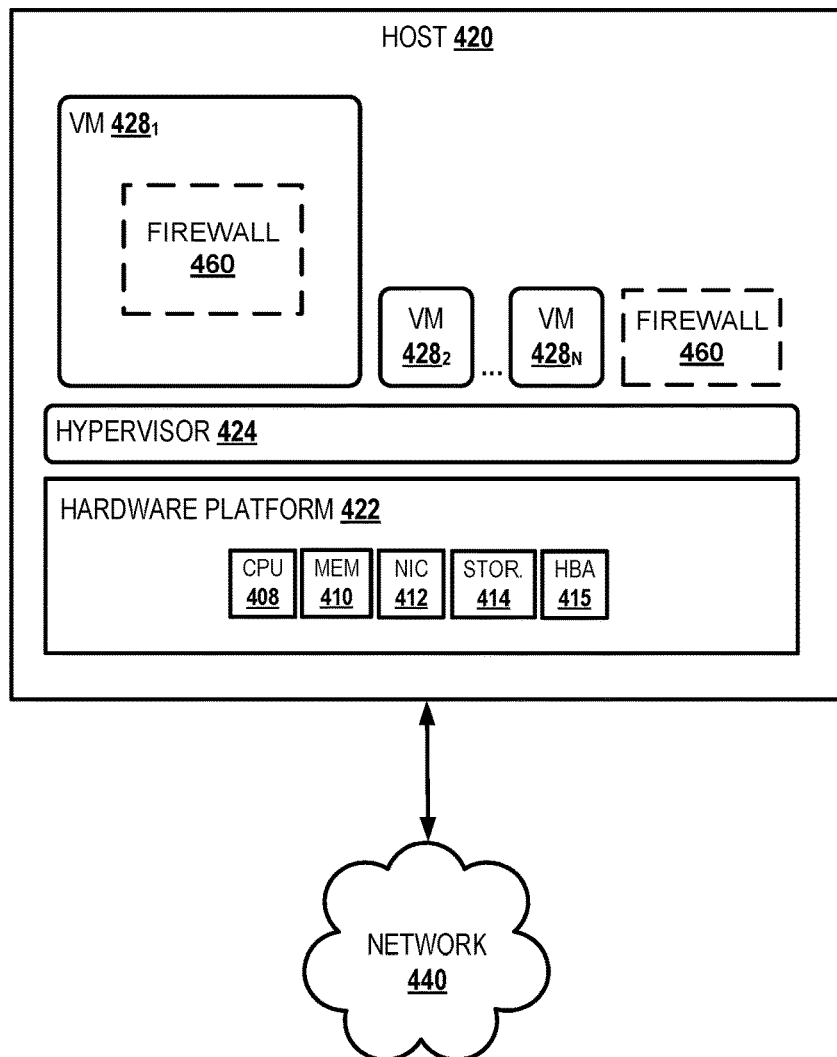 HOST 420
VM 428₁
FIREWALL
460
VM
428₂
...
VM
428ₙ
FIREWALL
460
HYPERVISOR 424
HARDWARE PLATFORM 422
CPU
408
MEM
410
NIC
412
STOR.
414
HBA
415
NETWORK
440